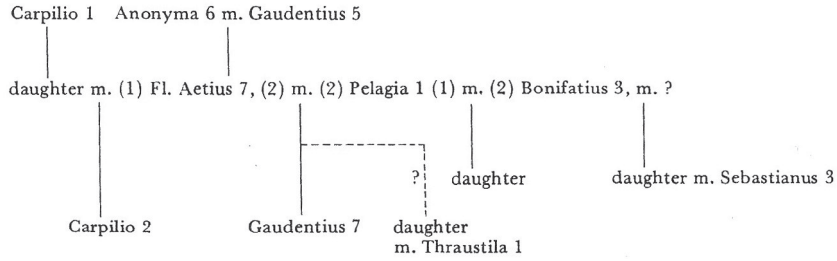 Carpilio 1 Anonyma 6 m. Gaudentius 5
daughter m. (1) Fl. Aetius 7, (2) m. (2) Pelagia 1 (1) m. (2) Bonifatius 3, m. ?
? daughter daughter m. Sebastianus 3
Carpilio 2 Gaudentius 7 daughter
m. Thraustila 1